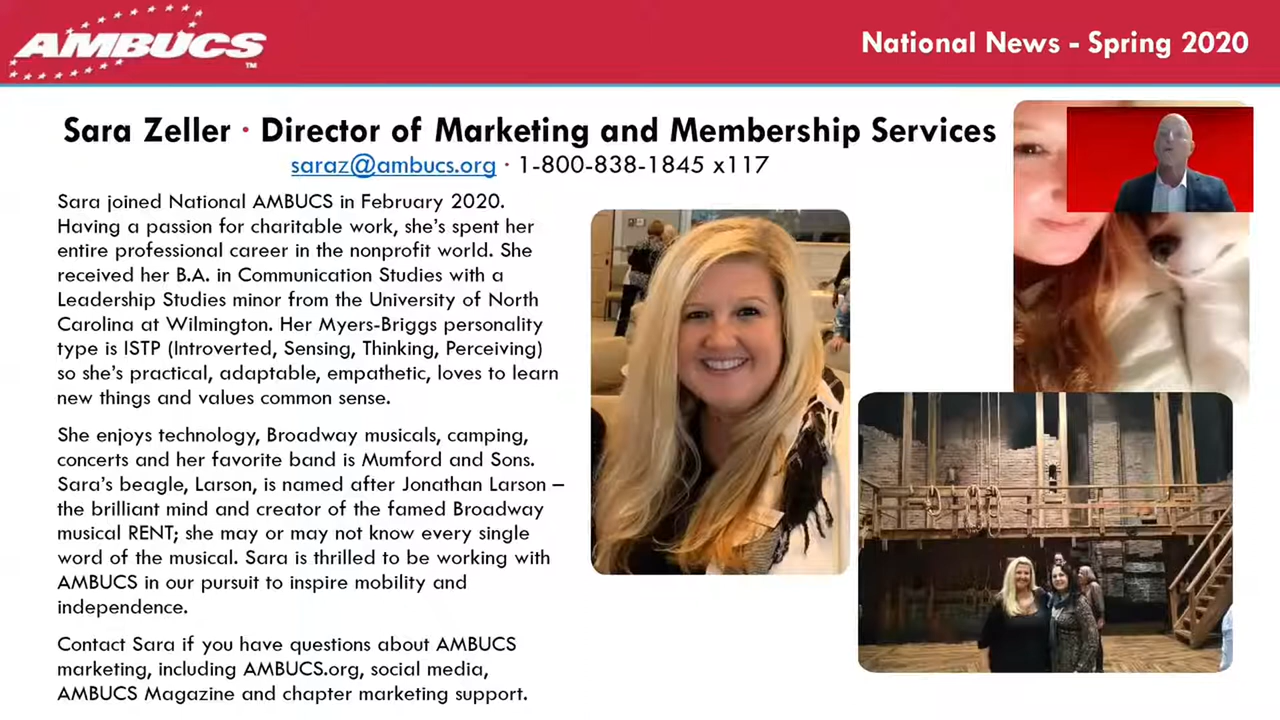 AMBUCS
TM
National News - Spring 2020
Sara Zeller · Director of Marketing and Membership Services
saraz@ambucs.org · 1-800-838-1845 x117
Sara joined National AMBUCS in February 2020.
Having a passion for charitable work, she's spent her
entire professional career in the nonprofit world. She
received her B.A. in Communication Studies with a
Leadership Studies minor from the University of North
Carolina at Wilmington. Her Myers-Briggs personality
type is ISTP (Introverted, Sensing, Thinking, Perceiving)
so she's practical, adaptable, empathetic, loves to learn
new things and values common sense.
She enjoys technology, Broadway musicals, camping,
concerts and her favorite band is Mumford and Sons.
Sara's beagle, Larson, is named after Jonathan Larson –
the brilliant mind and creator of the famed Broadway
musical RENT; she may or may not know every single
word of the musical. Sara is thrilled to be working with
AMBUCS in our pursuit to inspire mobility and
independence.
Contact Sara if you have questions about AMBUCS
marketing, including AMBUCS.org, social media,
AMBUCS Magazine and chapter marketing support.